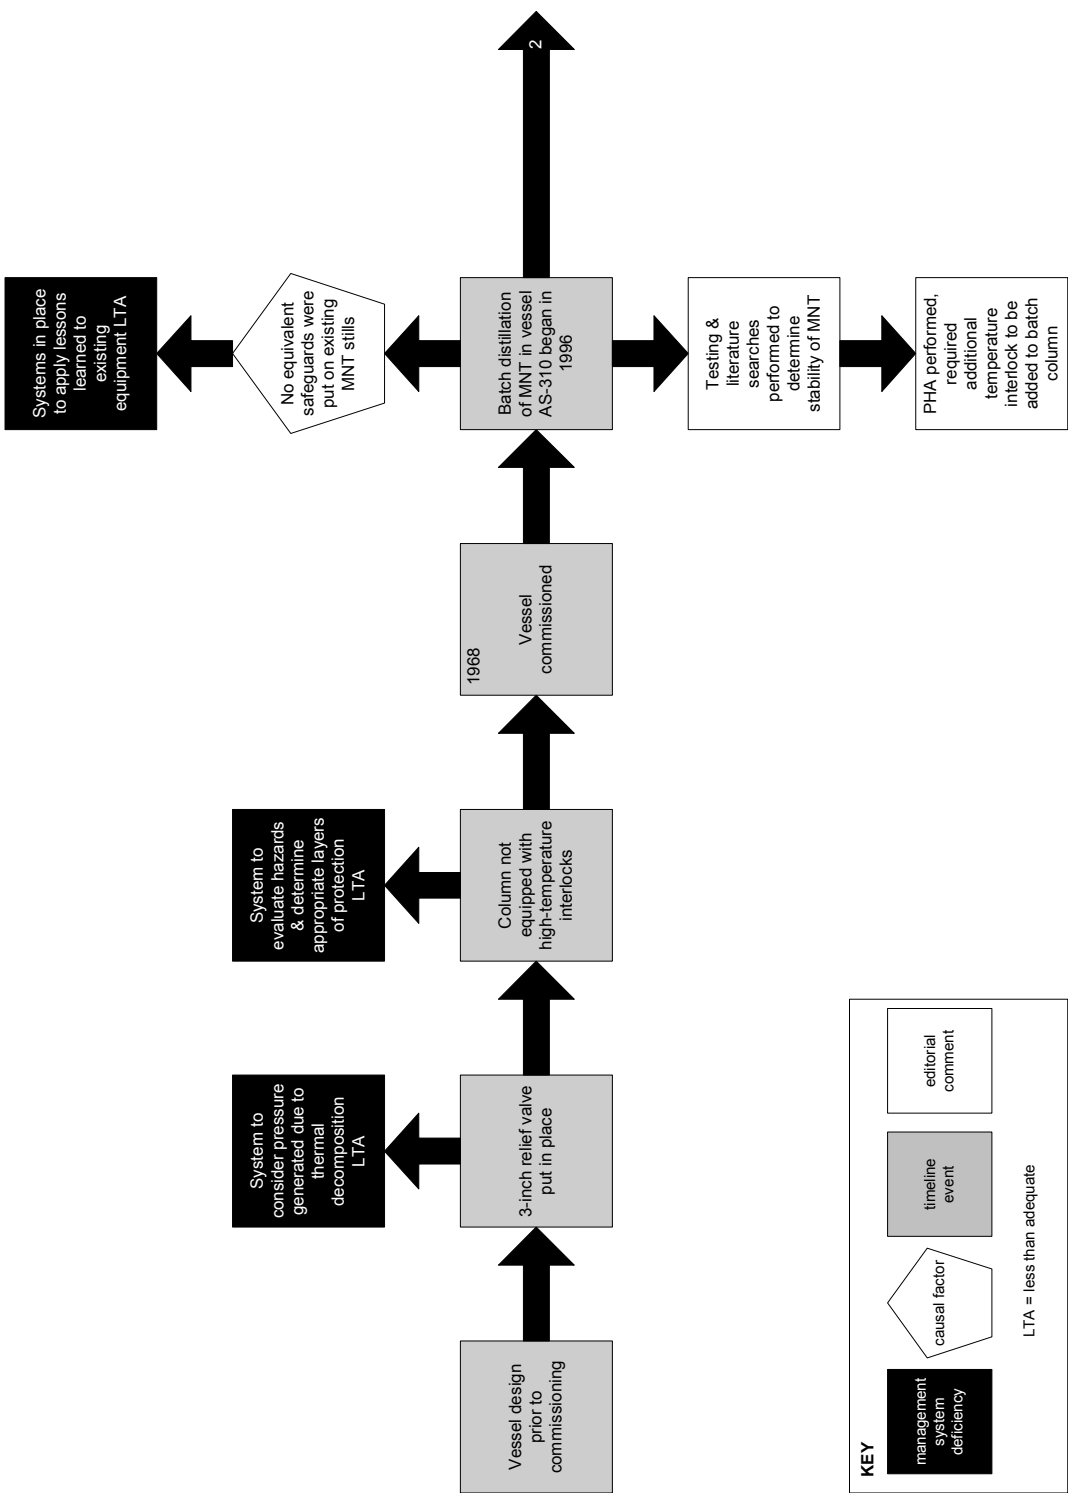 Vessel design
prior to
commissioning
System to
consider pressure
generated due to
thermal
decomposition
LTA
3-inch relief valve
put in place
System to
evaluate hazards
& determine
appropriate layers
of protection
LTA
Column not
equipped with
high-temperature
interlocks
1968
Vessel
commissioned
Systems in place
to apply lessons
learned to
existing
equipment LTA
No equivalent
safeguards were
put on existing
MNT stills
Batch distillation
of MNT in vessel
AS-310 began in
1996
Testing &
literature
searches
performed to
determine
stability of MNT
PHA performed,
required
additional
temperature
interlock to be
added to batch
column
2
KEY
management
system
deficiency
causal factor
timeline
event
editorial
comment
LTA = less than adequate